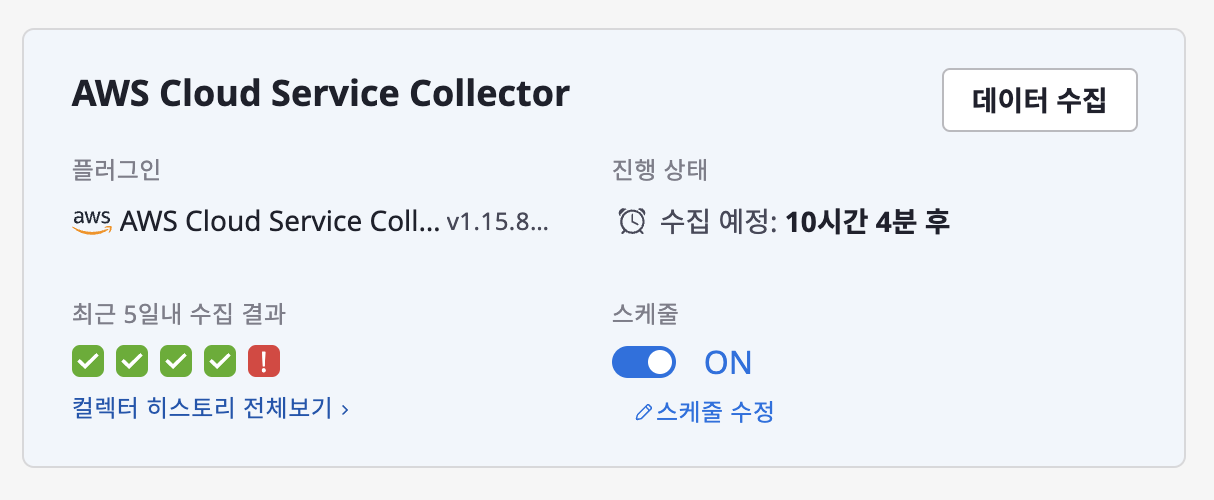 AWS Cloud Service Collector
데이터 수집
플러그인
진행 상태
aws AWS Cloud Service Coll... v1.15.8...
수집 예정: 10시간 4분 후
최근 5일내 수집 결과
스케줄
ON
컬렉터 히스토리 전체보기 ›
스케줄 수정